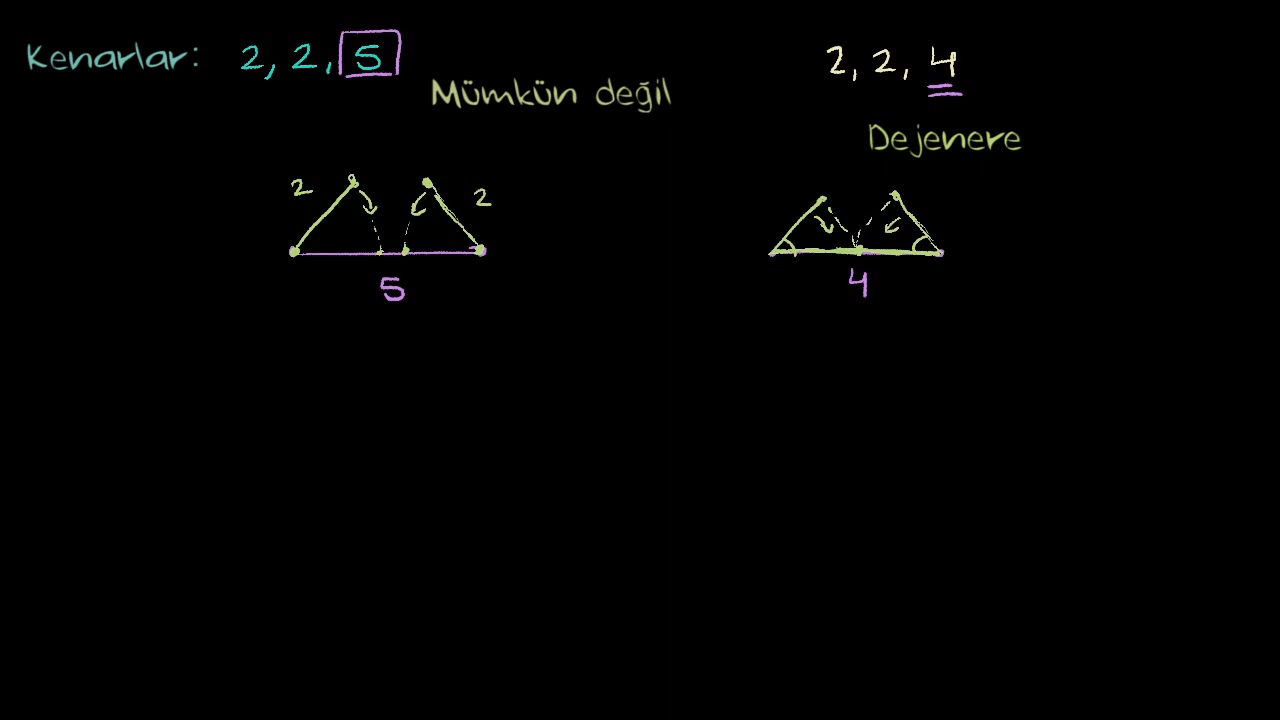 Kenarlar: 2, 2, 5
Mümkün değil
2 2
5
2, 2, 4
Dejenere
4